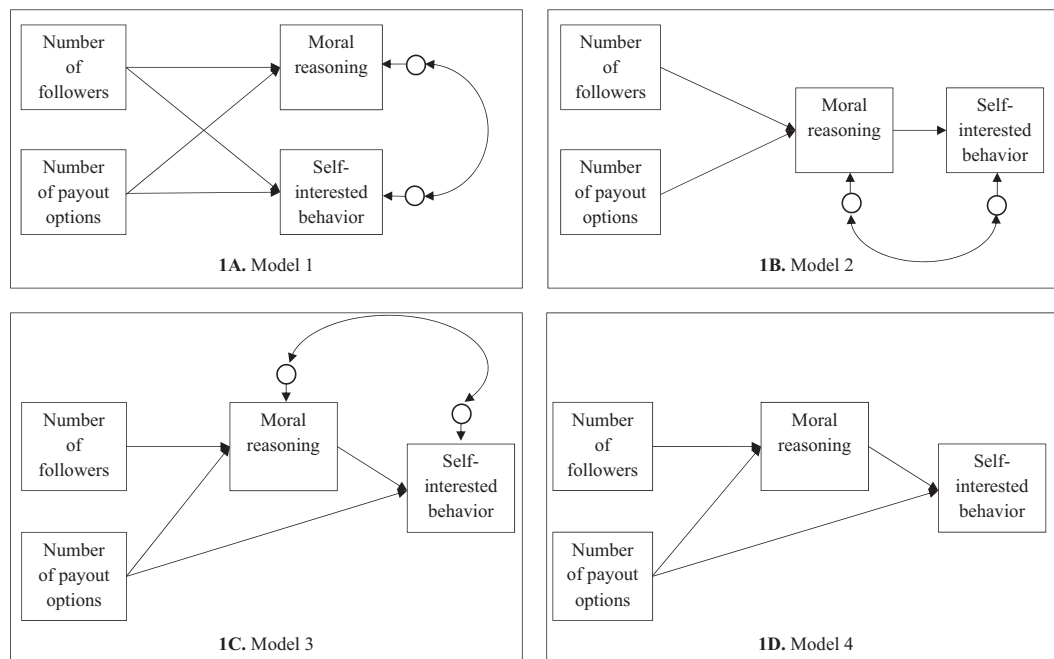 Number
of
followers
Moral
reasoning
Number
of payout
options
Self-
interested
behavior
1A. Model 1
Number
of
followers
Moral
reasoning
Self-
interested
behavior
Number
of payout
options
1B. Model 2
Number
of
followers
Moral
reasoning
Self-
interested
behavior
Number
of payout
options
1C. Model 3
Number
of
followers
Moral
reasoning
Self-
interested
behavior
Number
of payout
options
1D. Model 4